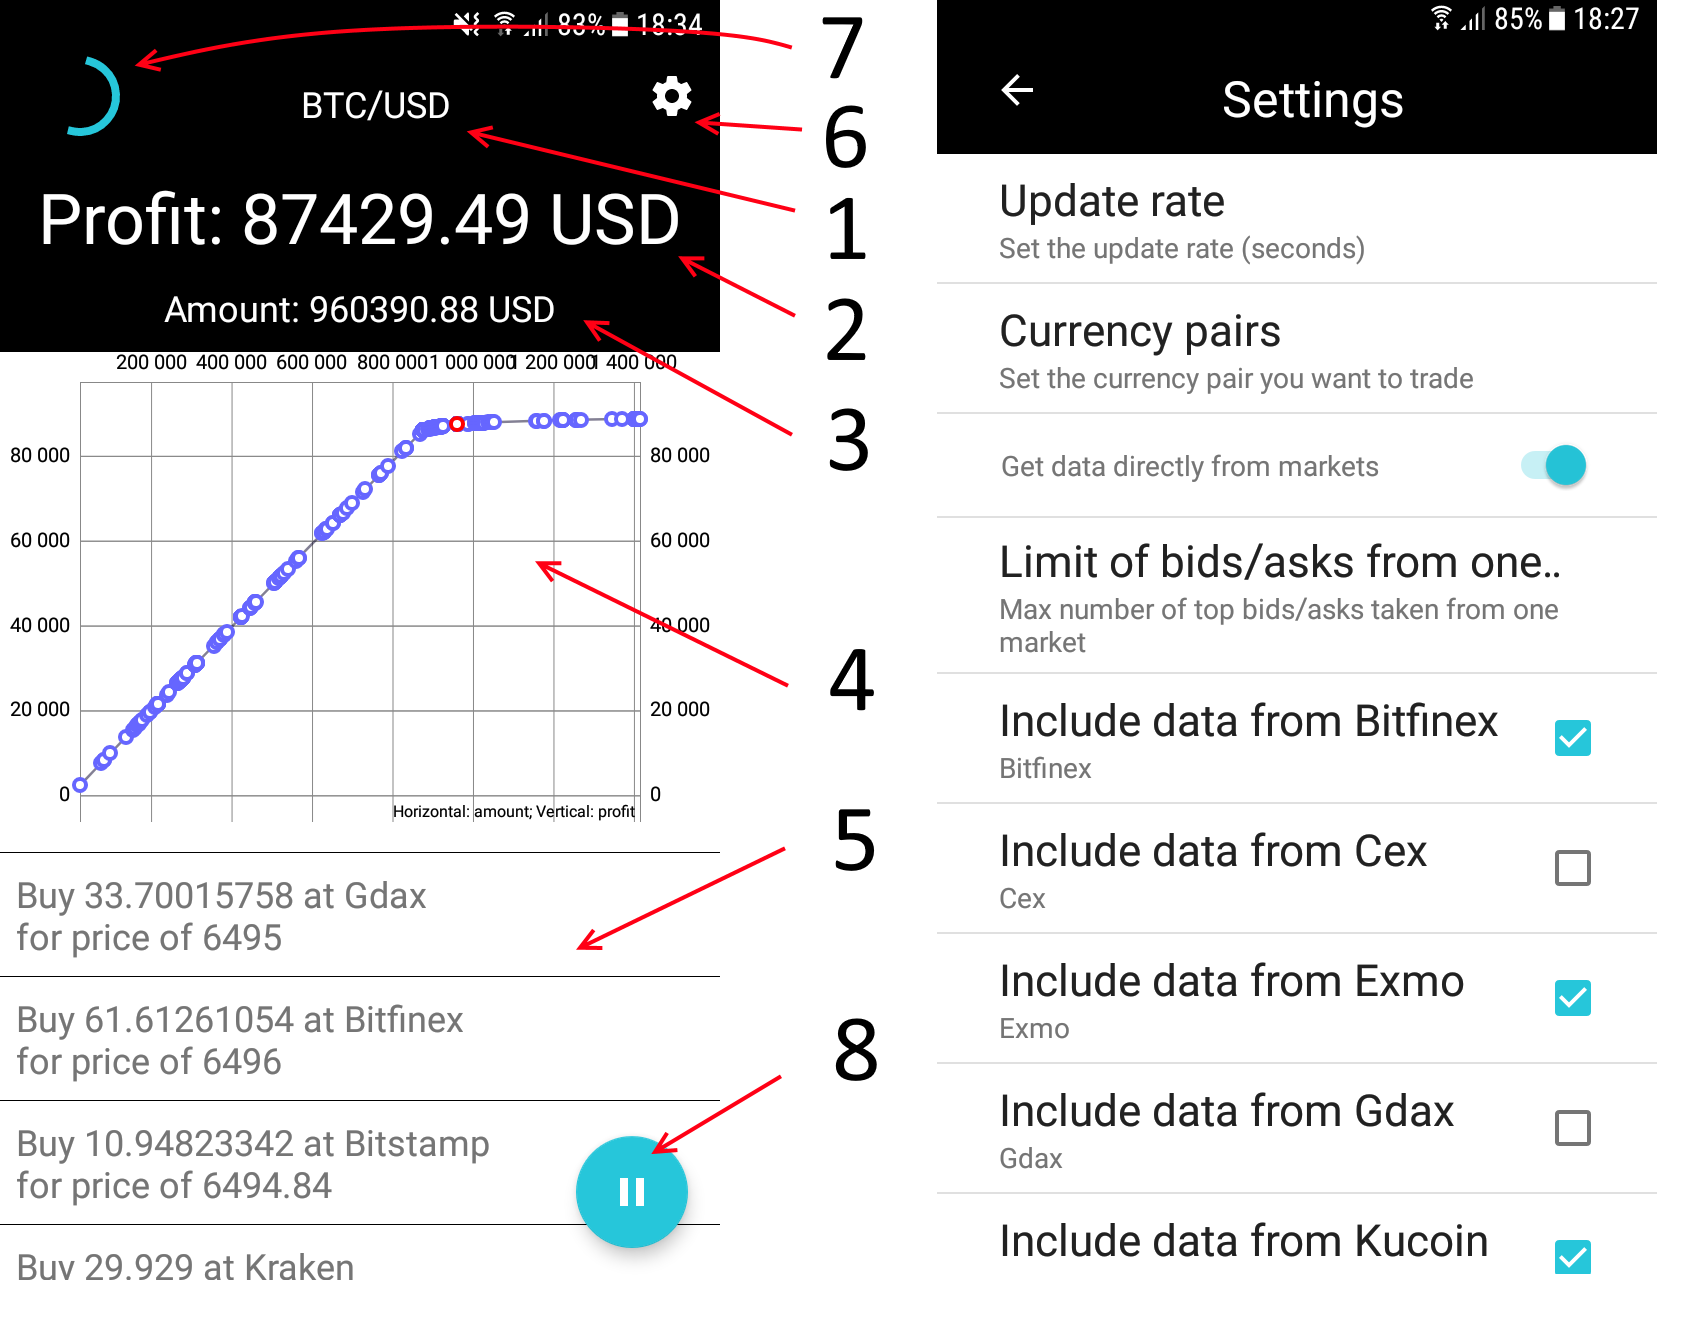 83% 18:34
BTC/USD
Profit: 87429.49 USD
Amount: 960390.88 USD
200 000 400 000 600 000 800 000 1 000 000 1 200 000 1 400 000
80 000 80 000
60 000 60 000
40 000 40 000
20 000 20 000
0 0
Horizontal: amount; Vertical: profit
Buy 33.70015758 at Gdax
for price of 6495
Buy 61.61261054 at Bitfinex
for price of 6496
Buy 10.94823342 at Bitstamp
for price of 6494.84
Buy 29.929 at Kraken
7
6
1
2
3
4
5
8
85% 18:27
Settings
Update rate
Set the update rate (seconds)
Currency pairs
Set the currency pair you want to trade
Get data directly from markets
Limit of bids/asks from one..
Max number of top bids/asks taken from one
market
Include data from Bitfinex
Bitfinex
Include data from Cex
Cex
Include data from Exmo
Exmo
Include data from Gdax
Gdax
Include data from Kucoin